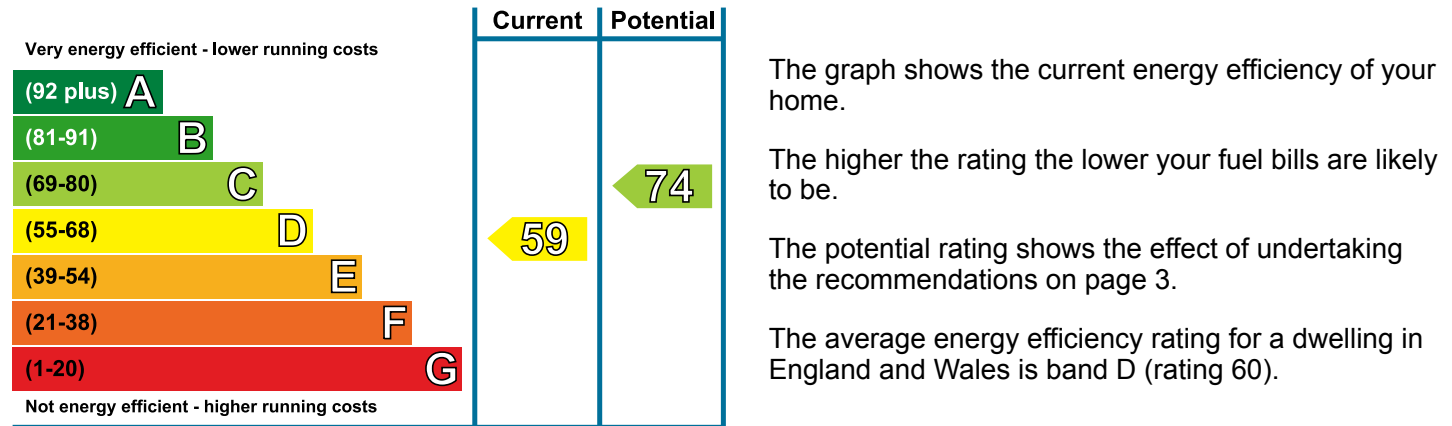 Current Potential
Very energy efficient - lower running costs
(92 plus) A
(81-91) B
(69-80) C
74
(55-68) D
59
(39-54) E
(21-38) F
(1-20) G
Not energy efficient - higher running costs
The graph shows the current energy efficiency of your
home.
The higher the rating the lower your fuel bills are likely
to be.
The potential rating shows the effect of undertaking
the recommendations on page 3.
The average energy efficiency rating for a dwelling in
England and Wales is band D (rating 60).